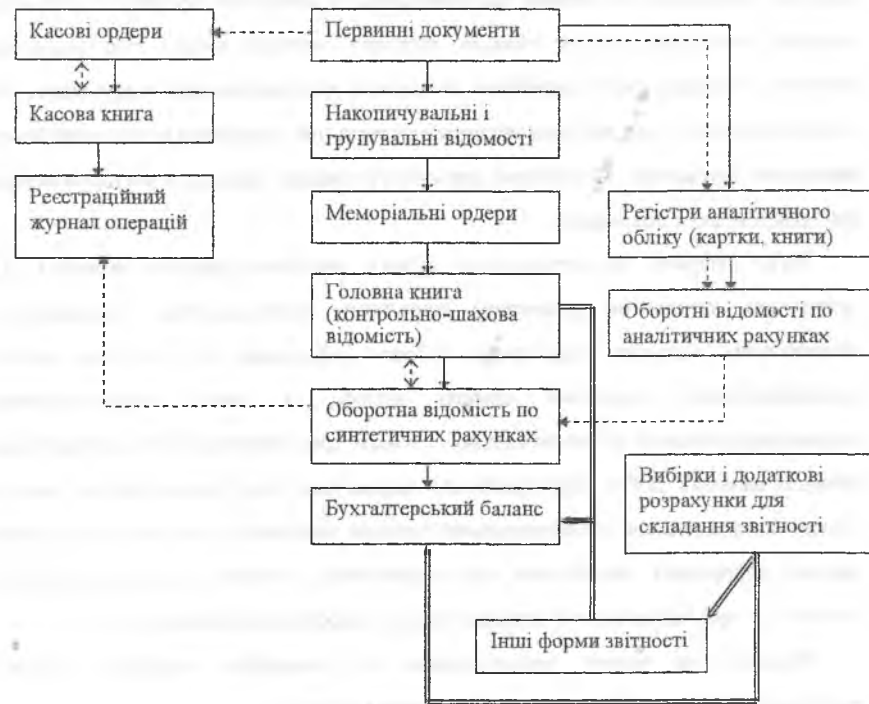 Касові ордери
Первинні документи
Касова книга
Накопичувальні і
групувальні відомості
Реєстраційний
журнал операцій
Меморіальні ордери
Регістри аналітичного
обліку (картки, книги)
Головна книга
(контрольно-шахова
відомість)
Оборотні відомості по
аналітичних рахунках
Оборотна відомість по
синтетичних рахунках
Вибірки і додаткові
розрахунки для
складання звітності
Бухгалтерський баланс
Інші форми звітності